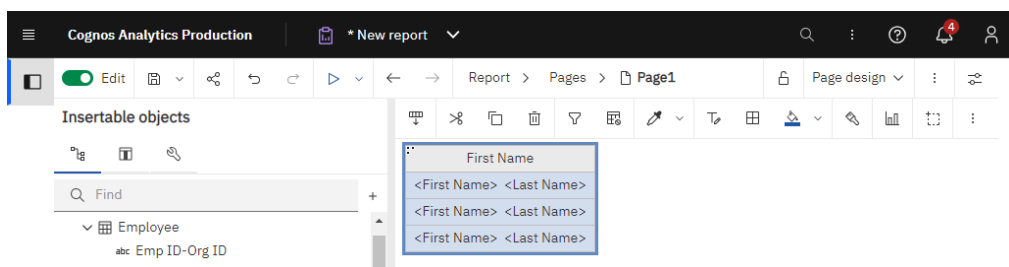 Cognos Analytics Production * New report 4
Edit Report > Pages > Page1 Page design
Insertable objects
First Name
<First Name> <Last Name>
<First Name> <Last Name>
<First Name> <Last Name>
Find
Employee
abc Emp ID-Org ID